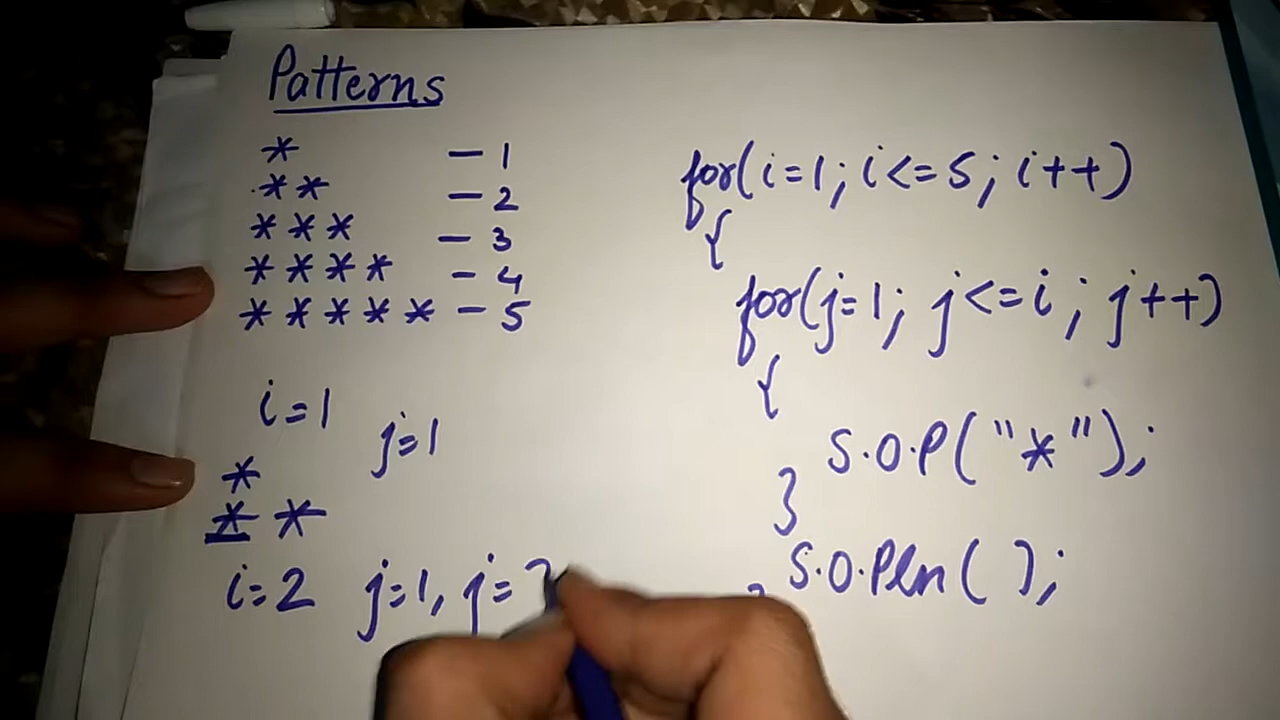 Patterns
* - 1
* * - 2
* * * - 3
* * * * - 4
* * * * * - 5
i=1 j=1
*
* *
i=2 j=1, j=2
for(i=1; i<=5; i++)
{
for(j=1; j<=i; j++)
{
S.O.P("*");
}
S.O.Pln( );
}